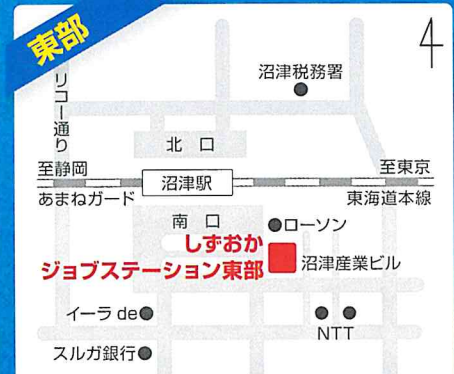 東部
沼津税務署
リコー通り
北口
至静岡
至東京
沼津駅
あまねガード
東海道本線
南口
ローソン
しずおか
ジョブステーション東部
沼津産業ビル
イーラde
NTT
スルガ銀行